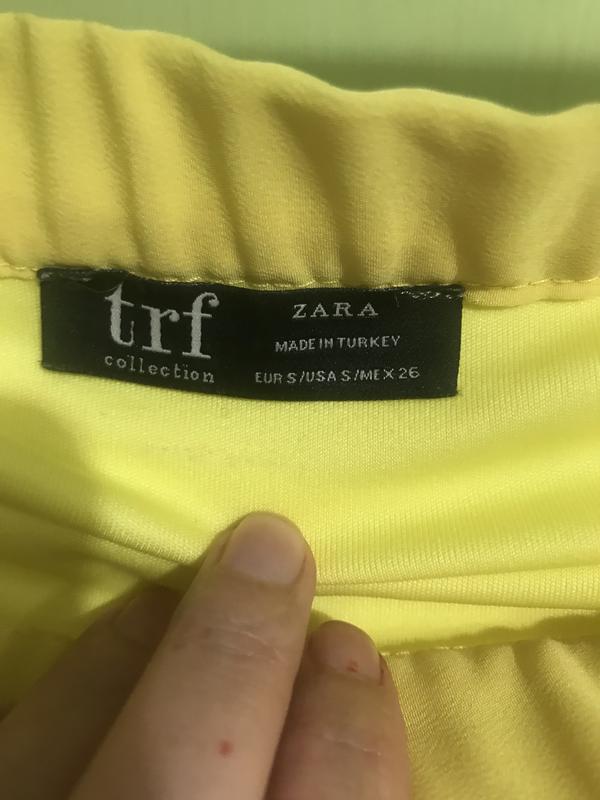 trf
collection
ZARA
MADE IN TURKEY
EUR S/USA S/MEX 26